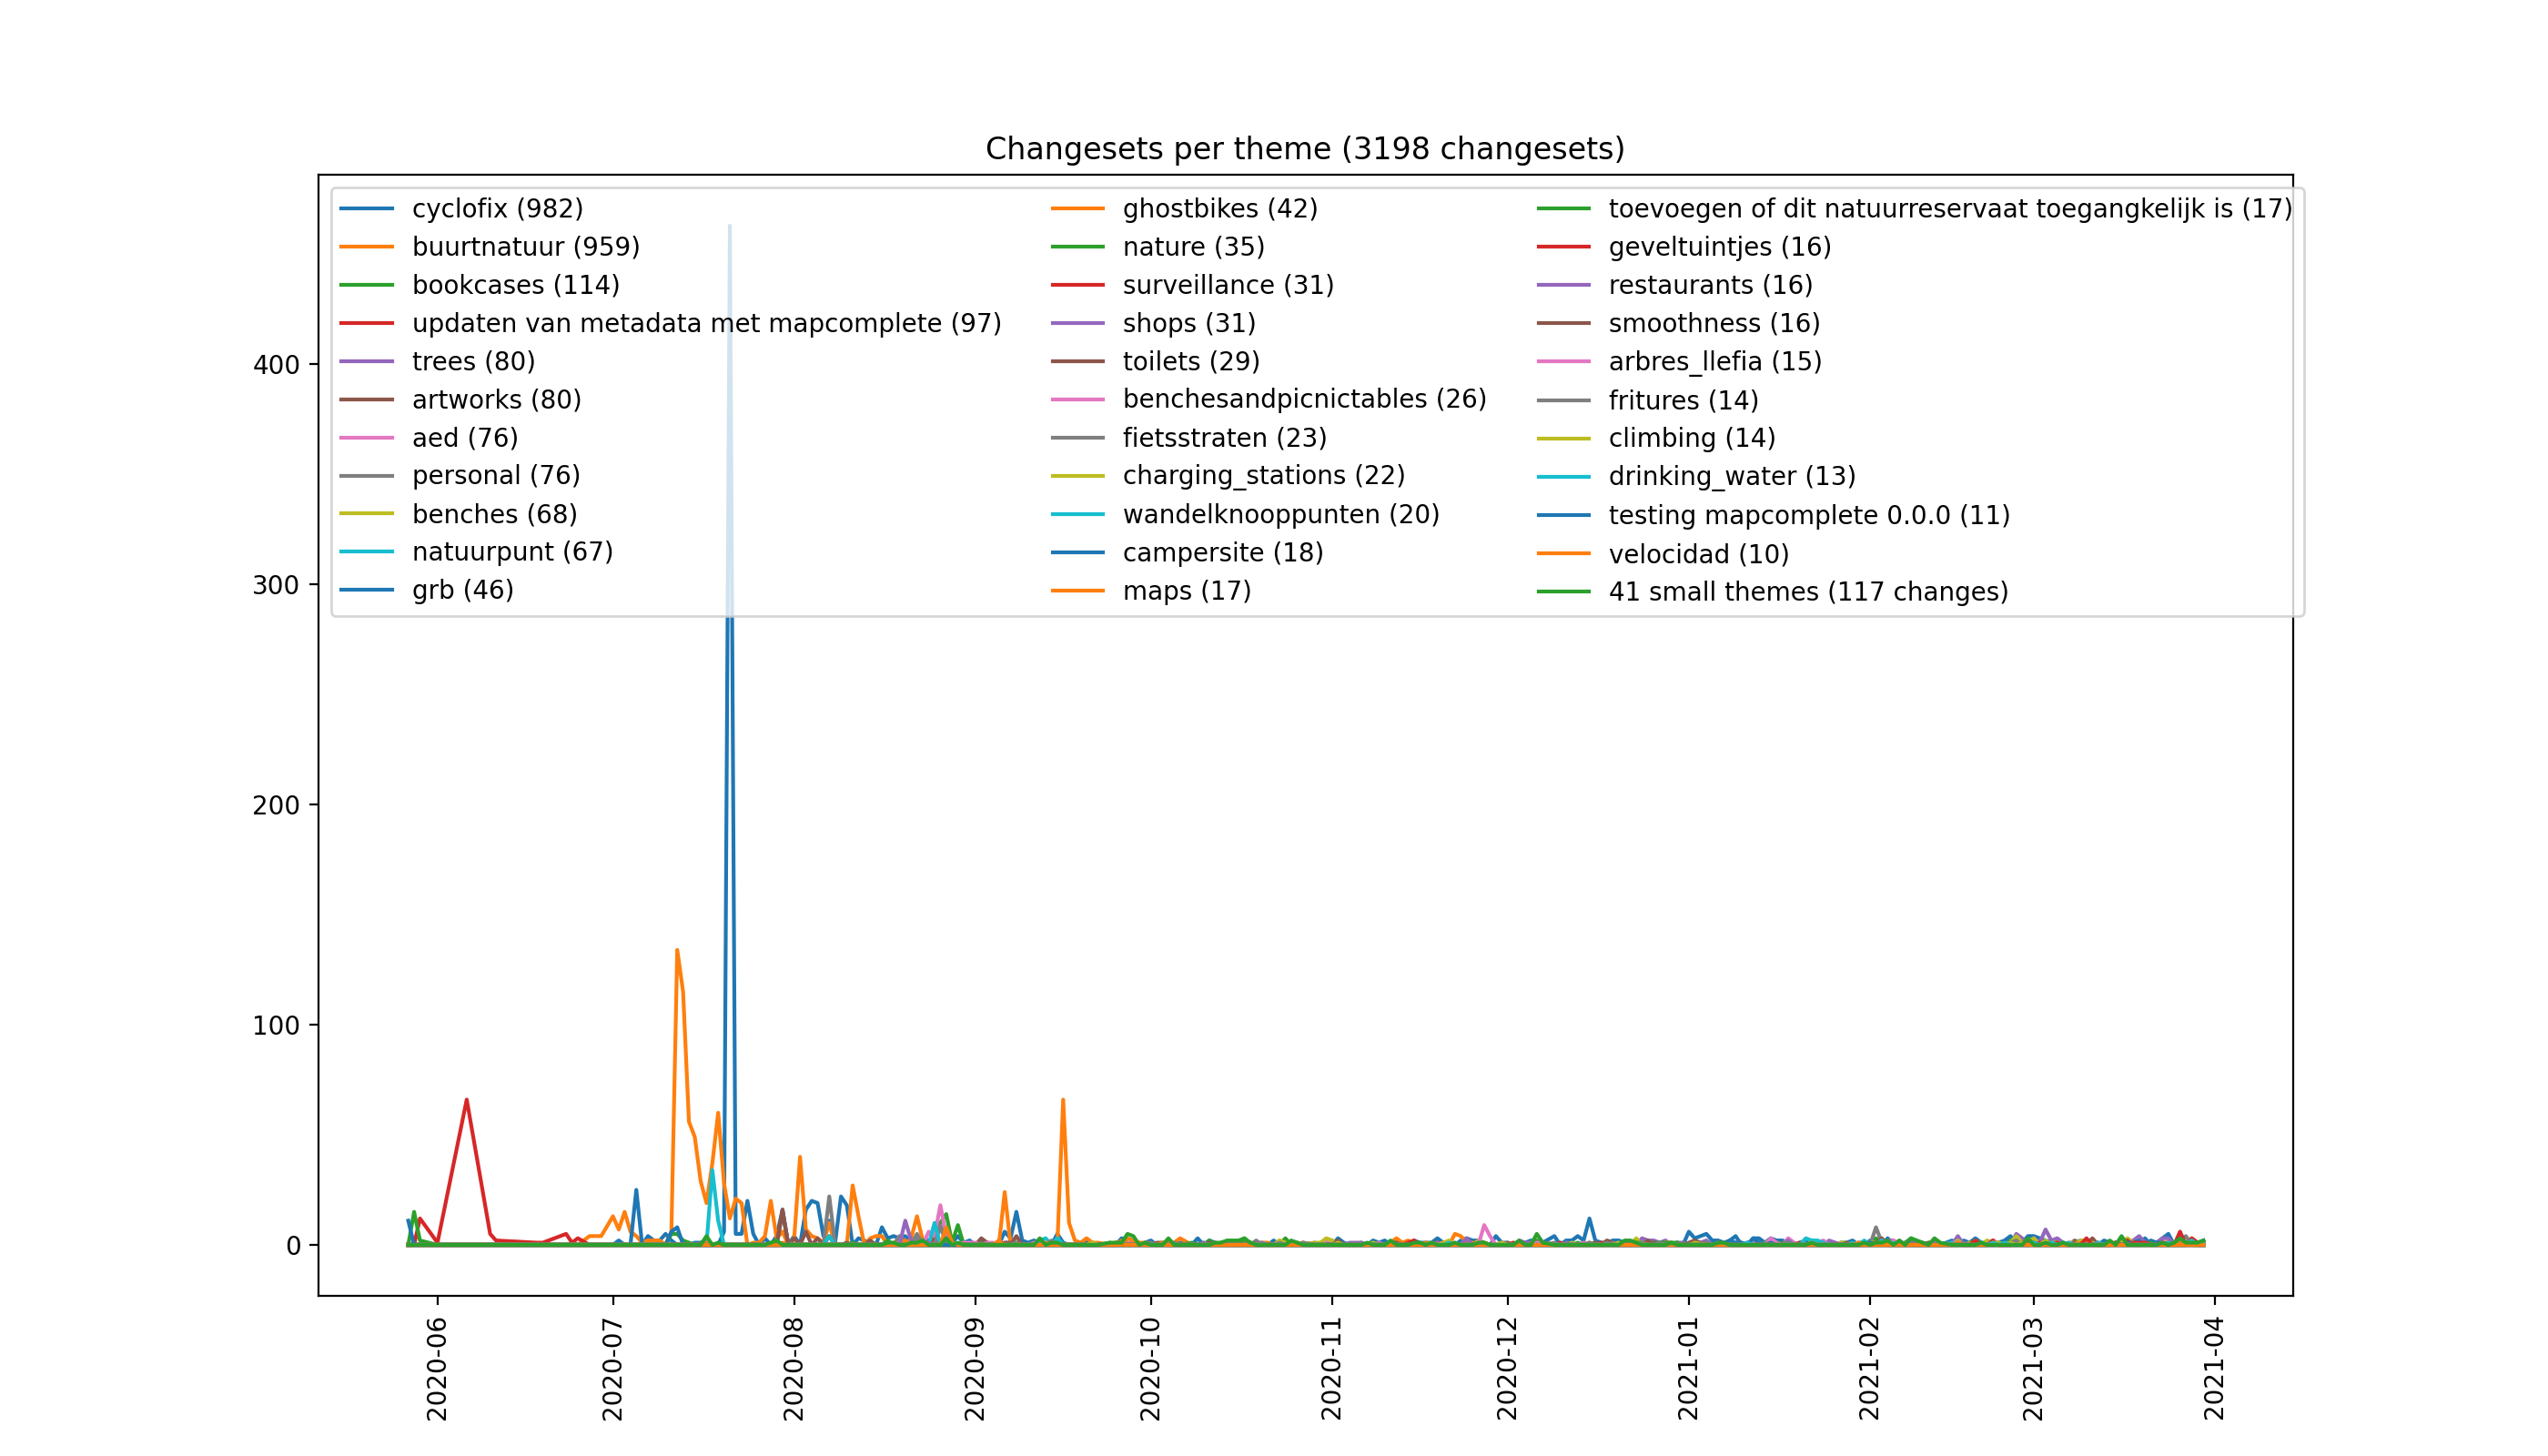 Changesets per theme (3198 changesets)
cyclofix (982)
buurtnatuur (959)
bookcases (114)
updaten van metadata met mapcomplete (97)
trees (80)
artworks (80)
aed (76)
personal (76)
benches (68)
natuurpunt (67)
grb (46)
ghostbikes (42)
nature (35)
surveillance (31)
shops (31)
toilets (29)
benchesandpicnictables (26)
fietsstraten (23)
charging_stations (22)
wandelknooppunten (20)
campersite (18)
maps (17)
toevoegen of dit natuurreservaat toegangkelijk is (17)
geveltuintjes (16)
restaurants (16)
smoothness (16)
arbres_llefia (15)
fritures (14)
climbing (14)
drinking_water (13)
testing mapcomplete 0.0.0 (11)
velocidad (10)
41 small themes (117 changes)
400
300
200
100
0
2020-06
2020-07
2020-08
2020-09
2020-10
2020-11
2020-12
2021-01
2021-02
2021-03
2021-04